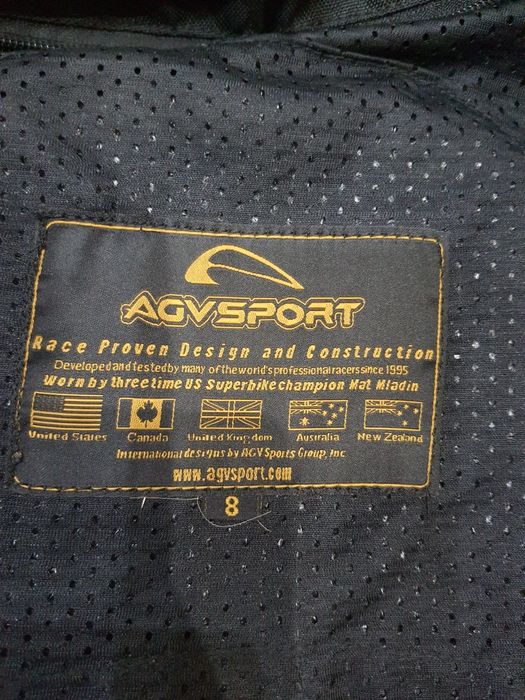 AGVSPORT
Race Proven Design and Construction
Developed and tested by many of the world's professional racers since 1995
Worn by three time US Superbike champion Mat Mladin
United States Canada United Kingdom Australia New Zealand
International designs by AGV Sports Group, Inc
www.agvsport.com
8